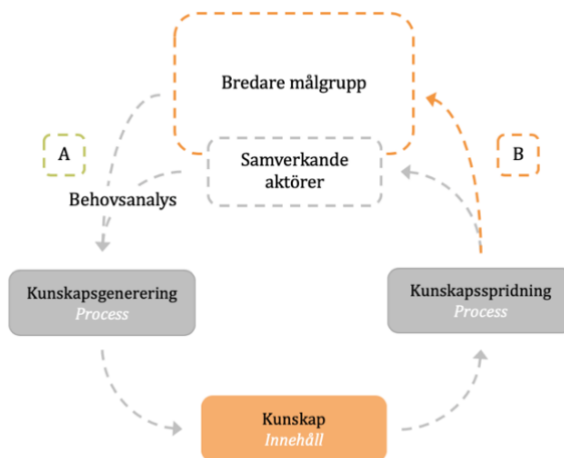 Bredare målgrupp
A
B
Samverkande
aktörer
Behovsanalys
Kunskapsgenerering
Process
Kunskapsspridning
Process
Kunskap
Innehåll